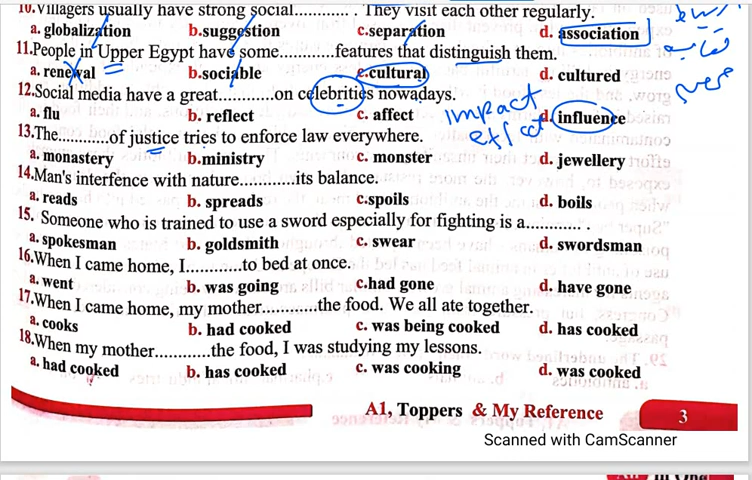 10.Villagers usually have strong social............ They visit each other regularly.
a. globalization b.suggestion c.separation d. association
11.People in Upper Egypt have some..........features that distinguish them.
a. renewal b.sociable c.cultural d. cultured
12.Social media have a great...........on celebrities nowadays.
impact
a. flu b. reflect c. affect d. influence
effect
13.The..........of justice tries to enforce law everywhere.
a. monastery b.ministry c. monster d. jewellery
14.Man's interfence with nature...........its balance.
a. reads b. spreads c.spoils d. boils
15. Someone who is trained to use a sword especially for fighting is a............. .
a. spokesman b. goldsmith c. swear d. swordsman
16.When I came home, I...........to bed at once.
a. went b. was going c.had gone d. have gone
17.When I came home, my mother...........the food. We all ate together.
a. cooks b. had cooked c. was being cooked d. has cooked
18.When my mother...........the food, I was studying my lessons.
a. had cooked b. has cooked c. was cooking d. was cooked
A1, Toppers & My Reference 3
Scanned with CamScanner